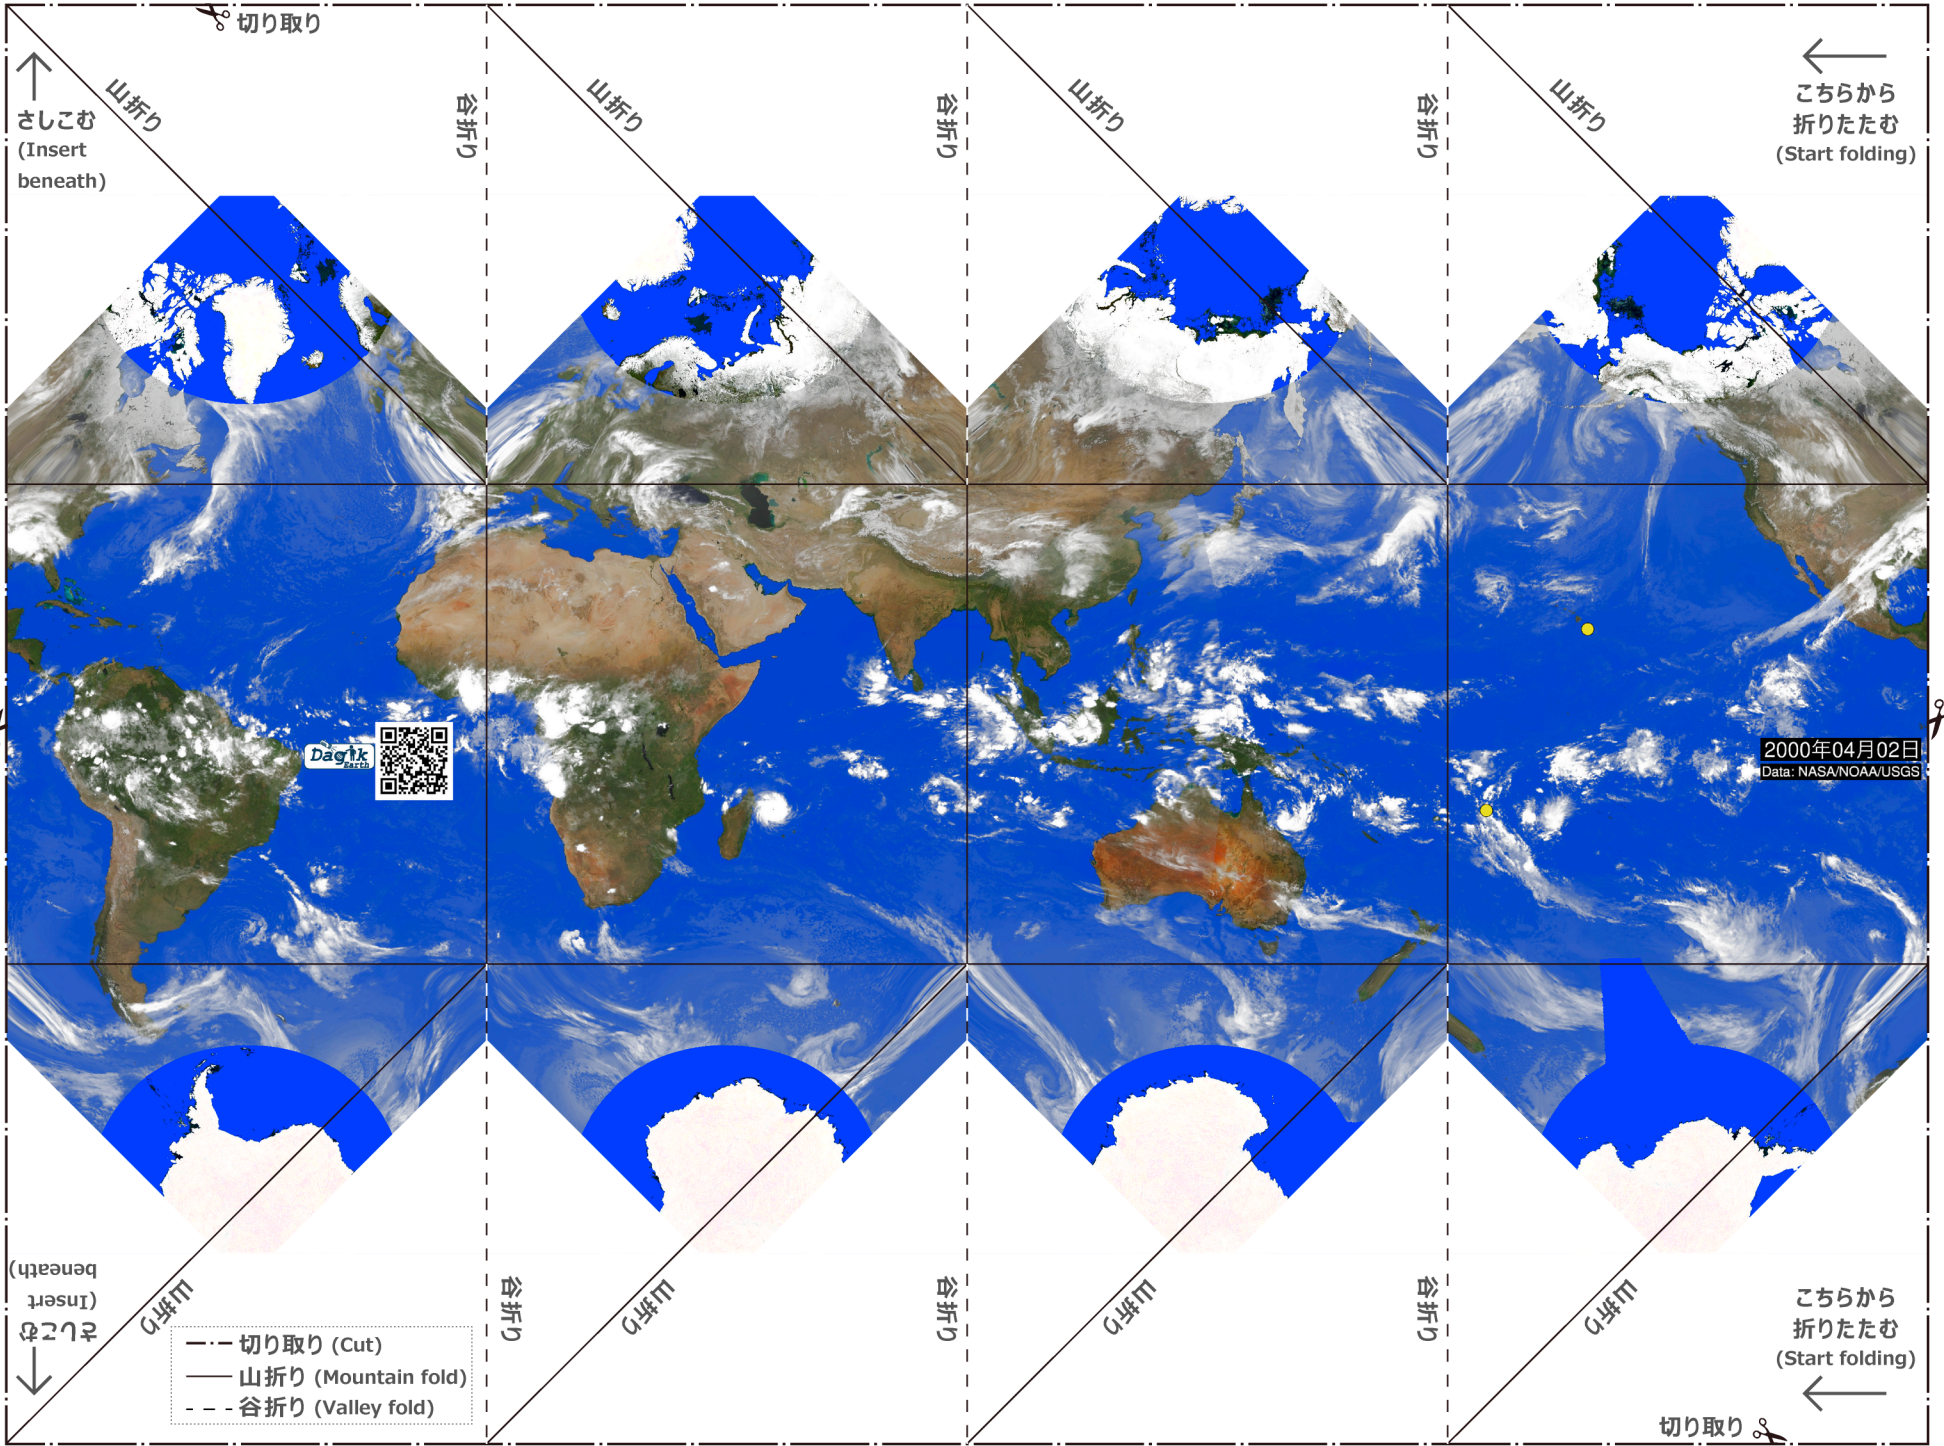 切り取り
山折り
谷折り
山折り
谷折り
山折り
谷折り
山折り
さしこむ
(Insert
beneath)
こちらから
折りたたむ
(Start folding)
Dagik
Earth
2000年04月02日
Data: NASA/NOAA/USGS
さしこむ
(Insert
beneath)
山折り
谷折り
山折り
谷折り
山折り
谷折り
山折り
こちらから
折りたたむ
(Start folding)
切り取り (Cut)
山折り (Mountain fold)
谷折り (Valley fold)
切り取り